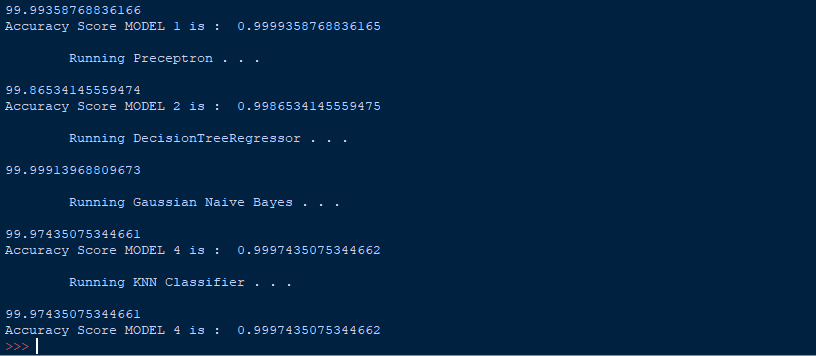 99.99358768836166
Accuracy Score MODEL 1 is :  0.9999358768836165
Running Preceptron . . .
99.86534145559474
Accuracy Score MODEL 2 is :  0.9986534145559475
Running DecisionTreeRegressor . . .
99.99913968809673
Running Gaussian Naive Bayes . . .
99.97435075344661
Accuracy Score MODEL 4 is :  0.9997435075344662
Running KNN Classifier . . .
99.97435075344661
Accuracy Score MODEL 4 is :  0.9997435075344662
>>>